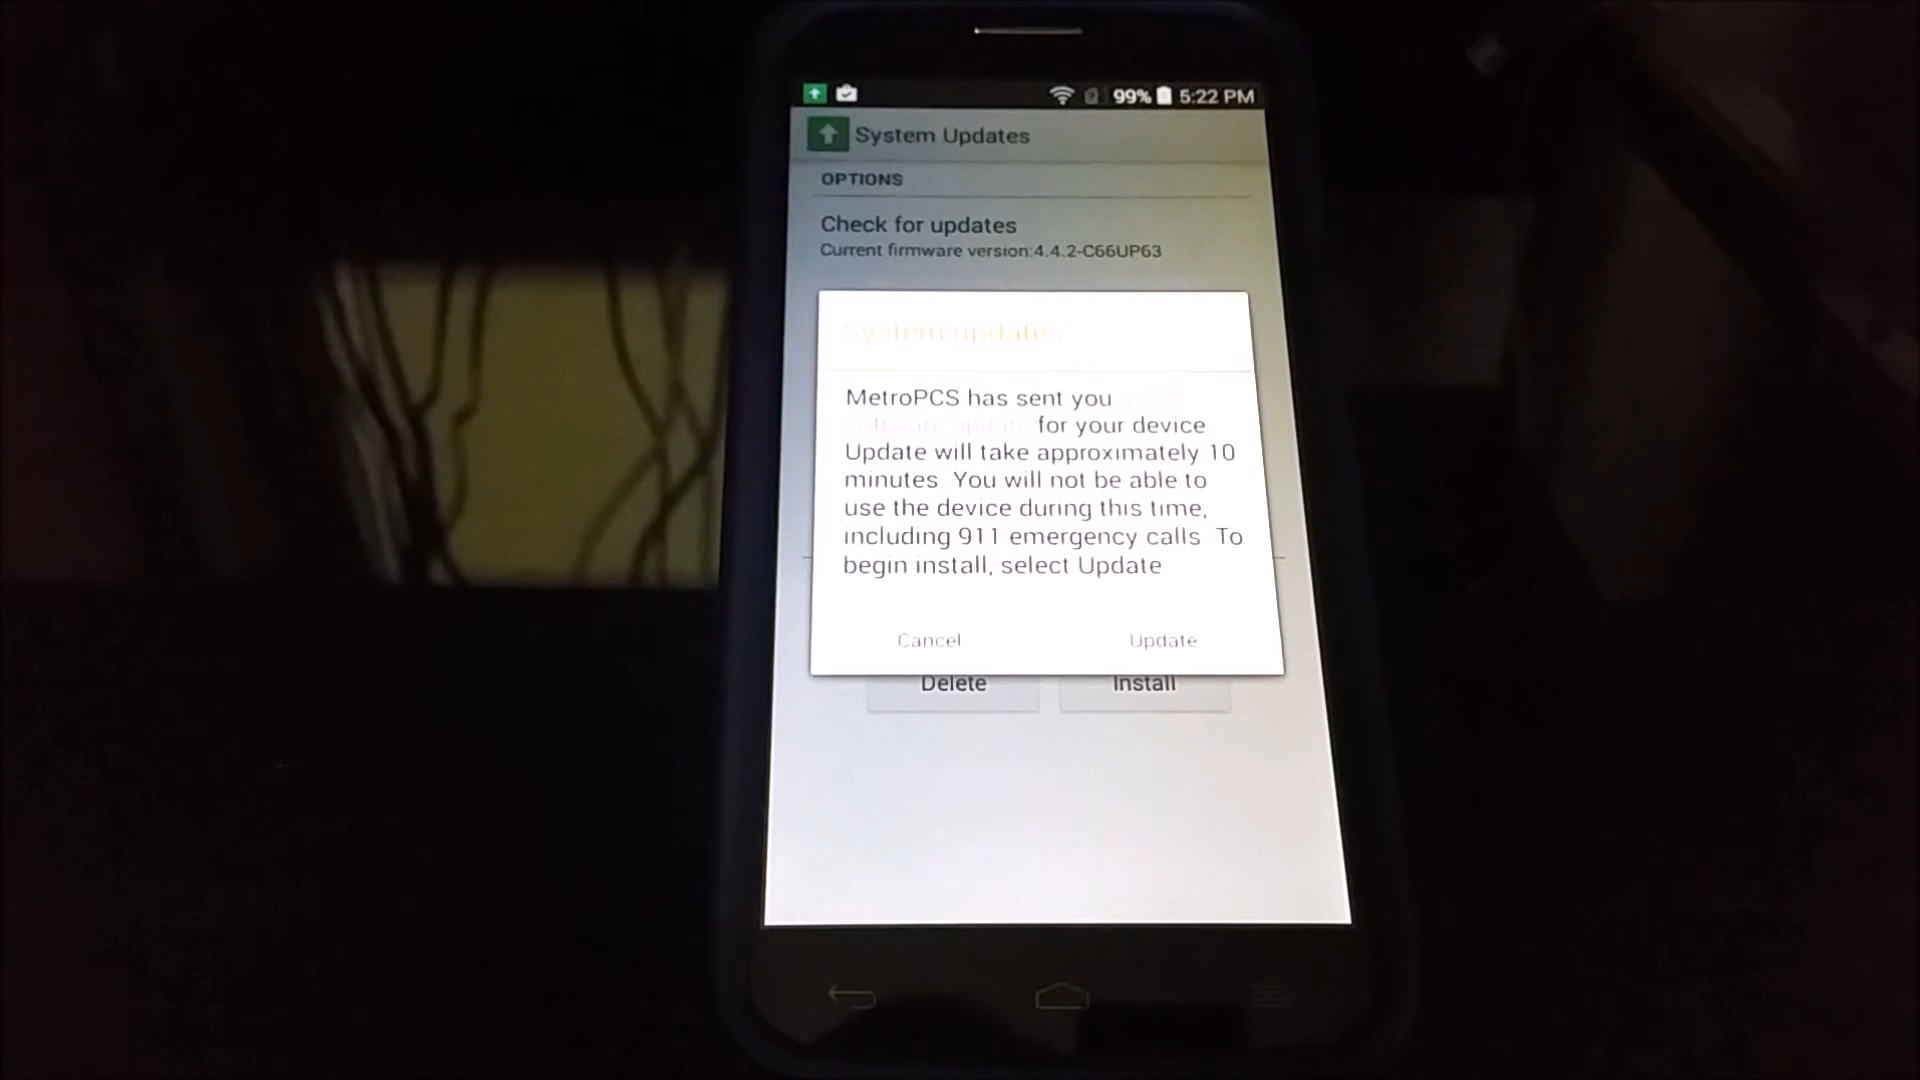 99% 5:22 PM
System Updates
OPTIONS
Check for updates
Current firmware version:4.4.2-C66UP63
System updates
MetroPCS has sent you
software update for your device.
Update will take approximately 10
minutes. You will not be able to
use the device during this time,
including 911 emergency calls. To
begin install, select Update
Cancel Update
Delete Install